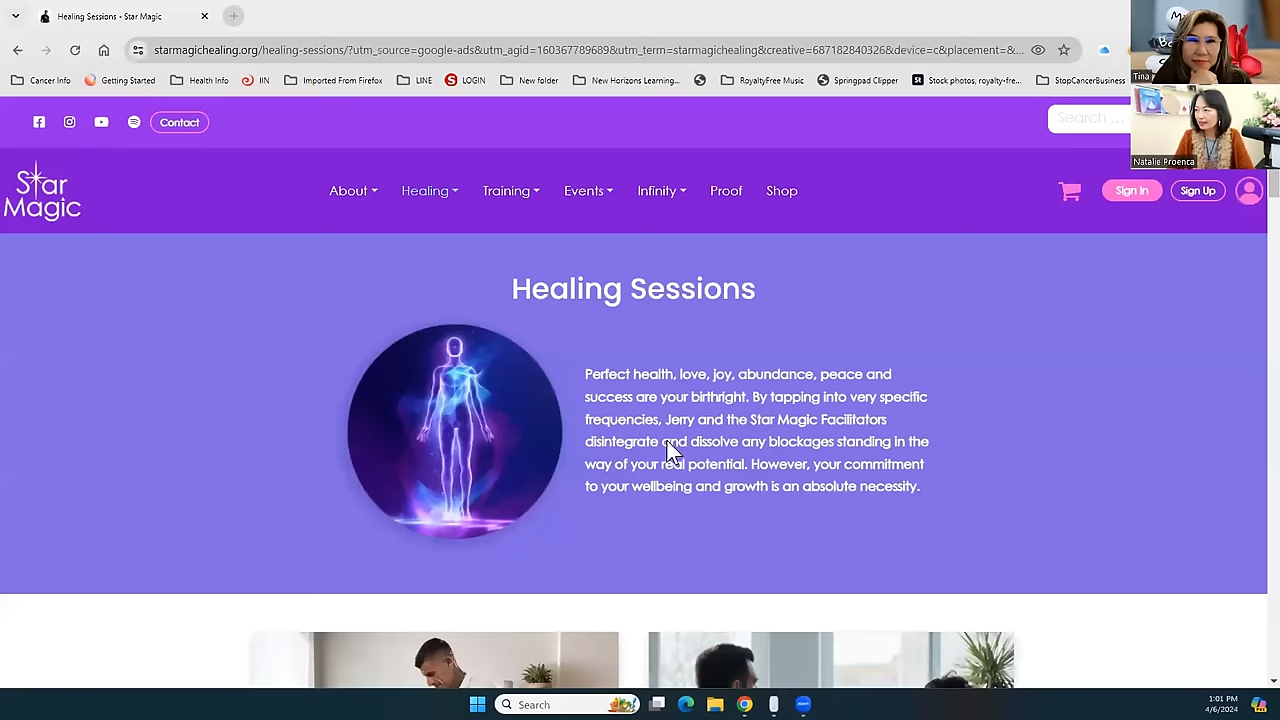 Healing Sessions • Star Magic
starmagichealing.org/healing-sessions/?utm_source=google-ads&utm_agid=160367789689&utm_term=starmagichealing&creative=687182840326&device=c&placement=&...
Cancer Info
Getting Started
Health Info
IIN
Imported From Firefox
LINE
LOGIN
New folder
New Horizons Learning...
RoyaltyFree Music
Springpad Clipper
Stock photos, royalty-fre...
StopCancerBusiness
Tina
Natalie Proenca
Contact
Search ...
Star
Magic
About
Healing
Training
Events
Infinity
Proof
Shop
Sign In
Sign Up
Healing Sessions
Perfect health, love, joy, abundance, peace and
success are your birthright. By tapping into very specific
frequencies, Jerry and the Star Magic Facilitators
disintegrate and dissolve any blockages standing in the
way of your real potential. However, your commitment
to your wellbeing and growth is an absolute necessity.
Search
zoom
1:01 PM
4/6/2024